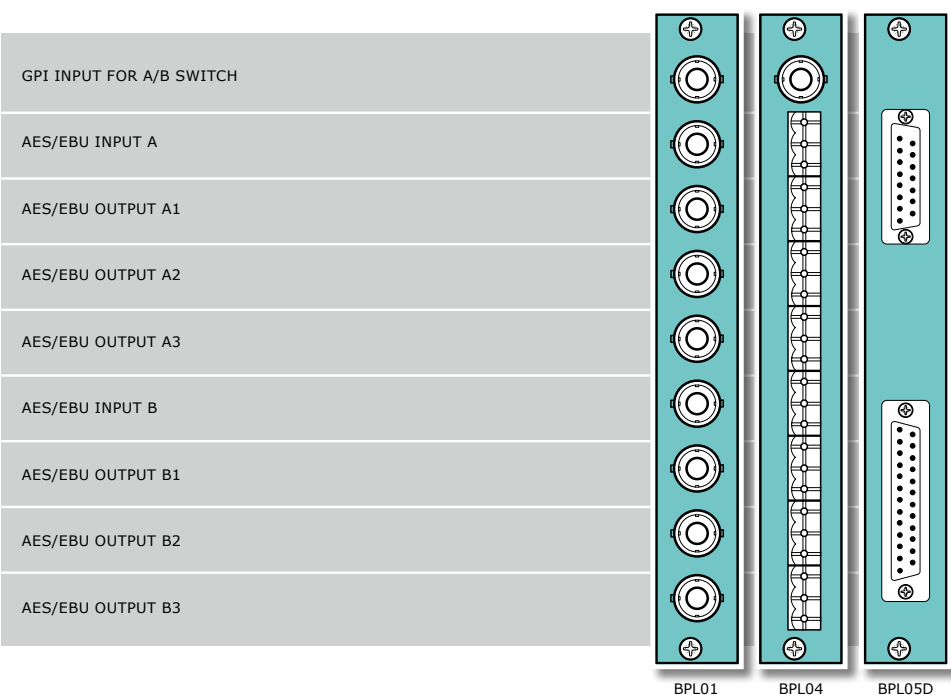 GPI INPUT FOR A/B SWITCH
AES/EBU INPUT A
AES/EBU OUTPUT A1
AES/EBU OUTPUT A2
AES/EBU OUTPUT A3
AES/EBU INPUT B
AES/EBU OUTPUT B1
AES/EBU OUTPUT B2
AES/EBU OUTPUT B3
BPL01 BPL04 BPL05D